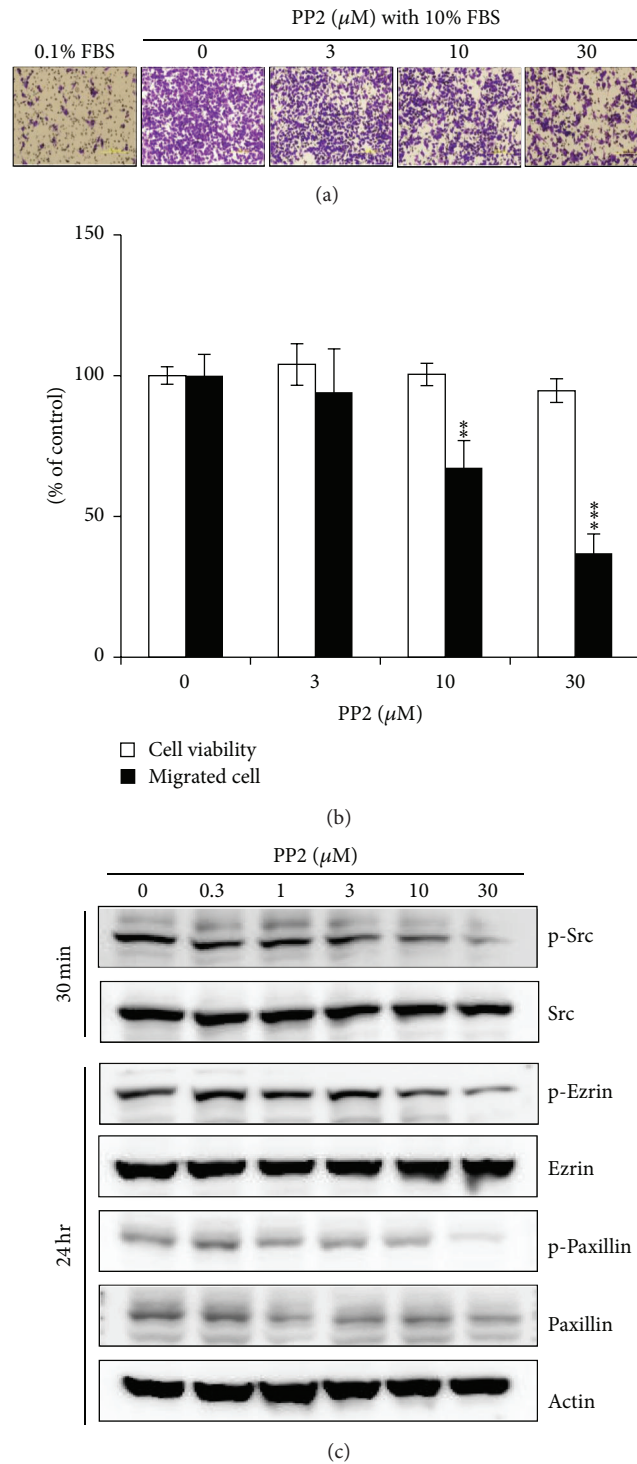 PP2 (μM) with 10% FBS
0.1% FBS 0 3 10 30
(a)
150
100
50
0
(% of control)
**
***
0 3 10 30
PP2 (μM)
Cell viability
Migrated cell
(b)
PP2 (μM)
0 0.3 1 3 10 30
30 min
p-Src
Src
24 hr
p-Ezrin
Ezrin
p-Paxillin
Paxillin
Actin
(c)